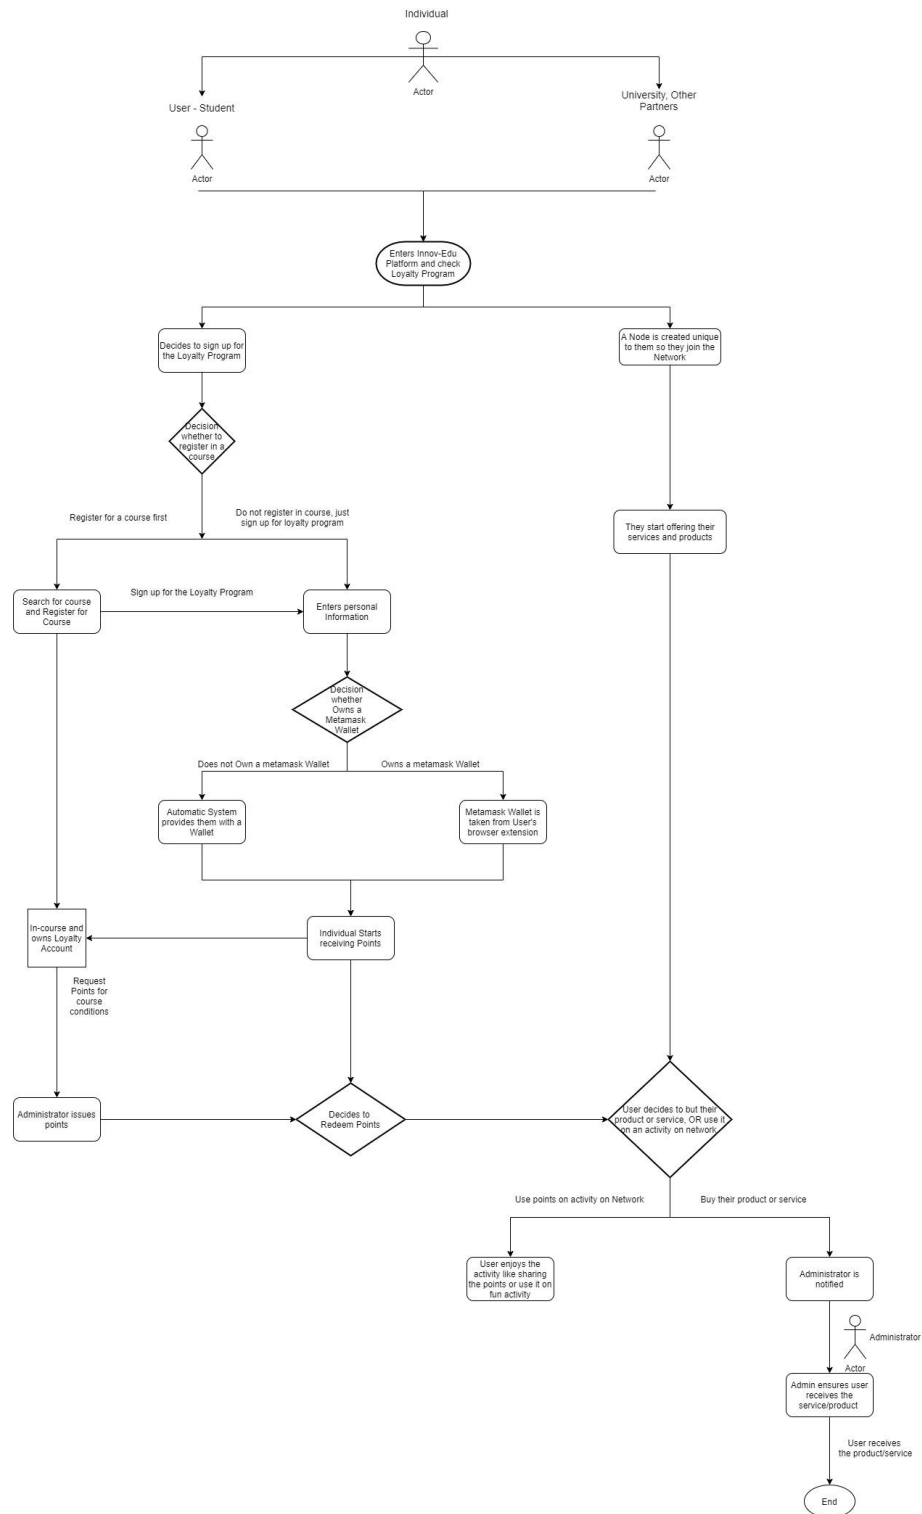 Individual
Actor
User - Student
Actor
University, Other
Partners
Actor
Enters Innov-Edu
Platform and check
Loyalty Program
Decides to sign up for
the Loyalty Program
A Node is created unique
to them so they join the
Network
Decision
whether to
register in a
course
Register for a course first
Do not register in course, just
sign up for loyalty program
They start offering their
services and products
Search for course
and Register for
Course
Sign up for the Loyalty Program
Enters personal
Information
Decision
whether
Owns a
Metamask
Wallet
Does not Own a metamask Wallet
Owns a metamask Wallet
Automatic System
provides them with a
Wallet
Metamask Wallet is
taken from User's
browser extension
In-course and
owns Loyalty
Account
Individual Starts
receiving Points
Request
Points for
course
conditions
Administrator issues
points
Decides to
Redeem Points
User decides to but their
product or service, OR use it
on an activity on network
Use points on activity on Network
Buy their product or service
User enjoys the
activity like sharing
the points or use it on
fun activity
Administrator is
notified
Administrator
Actor
Admin ensures user
receives the
service/product
User receives
the product/service
End